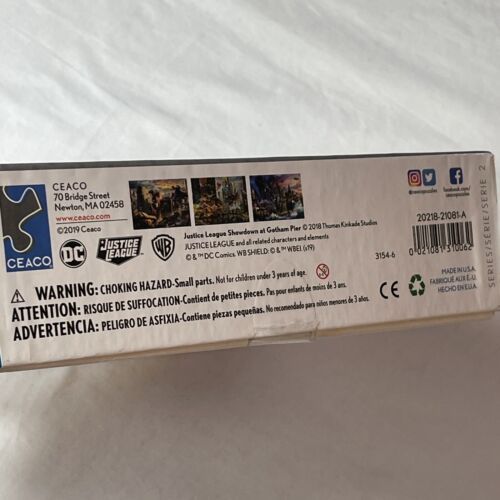 CEACO
70 Bridge Street
Newton, MA 02458
www.ceaco.com
©2019 Ceaco
CEACO
DC
JUSTICE LEAGUE
WB
Justice League Showdown at Gotham Pier © 2018 Thomas Kinkade Studios
JUSTICE LEAGUE and all related characters and elements
© & ™ DC Comics. WB SHIELD: © & ™ WBEI. (s19)
3154-6
20218-21081-A
0 21081 31006 2
SERIES/SERIE/SERIE 2
WARNING: CHOKING HAZARD-Small parts. Not for children under 3 years of age.
ATTENTION: RISQUE DE SUFFOCATION-Contient de petites pieces. Pas pour enfants de moins de 3 ans.
ADVERTENCIA: PELIGRO DE ASFIXIA-Contiene piezas pequeñas. No recomendado para niños menores de 3 años.
CE
MADE IN U.S.A.
FABRIQUÉ AUX É.-U.
HECHO EN E.U.A.